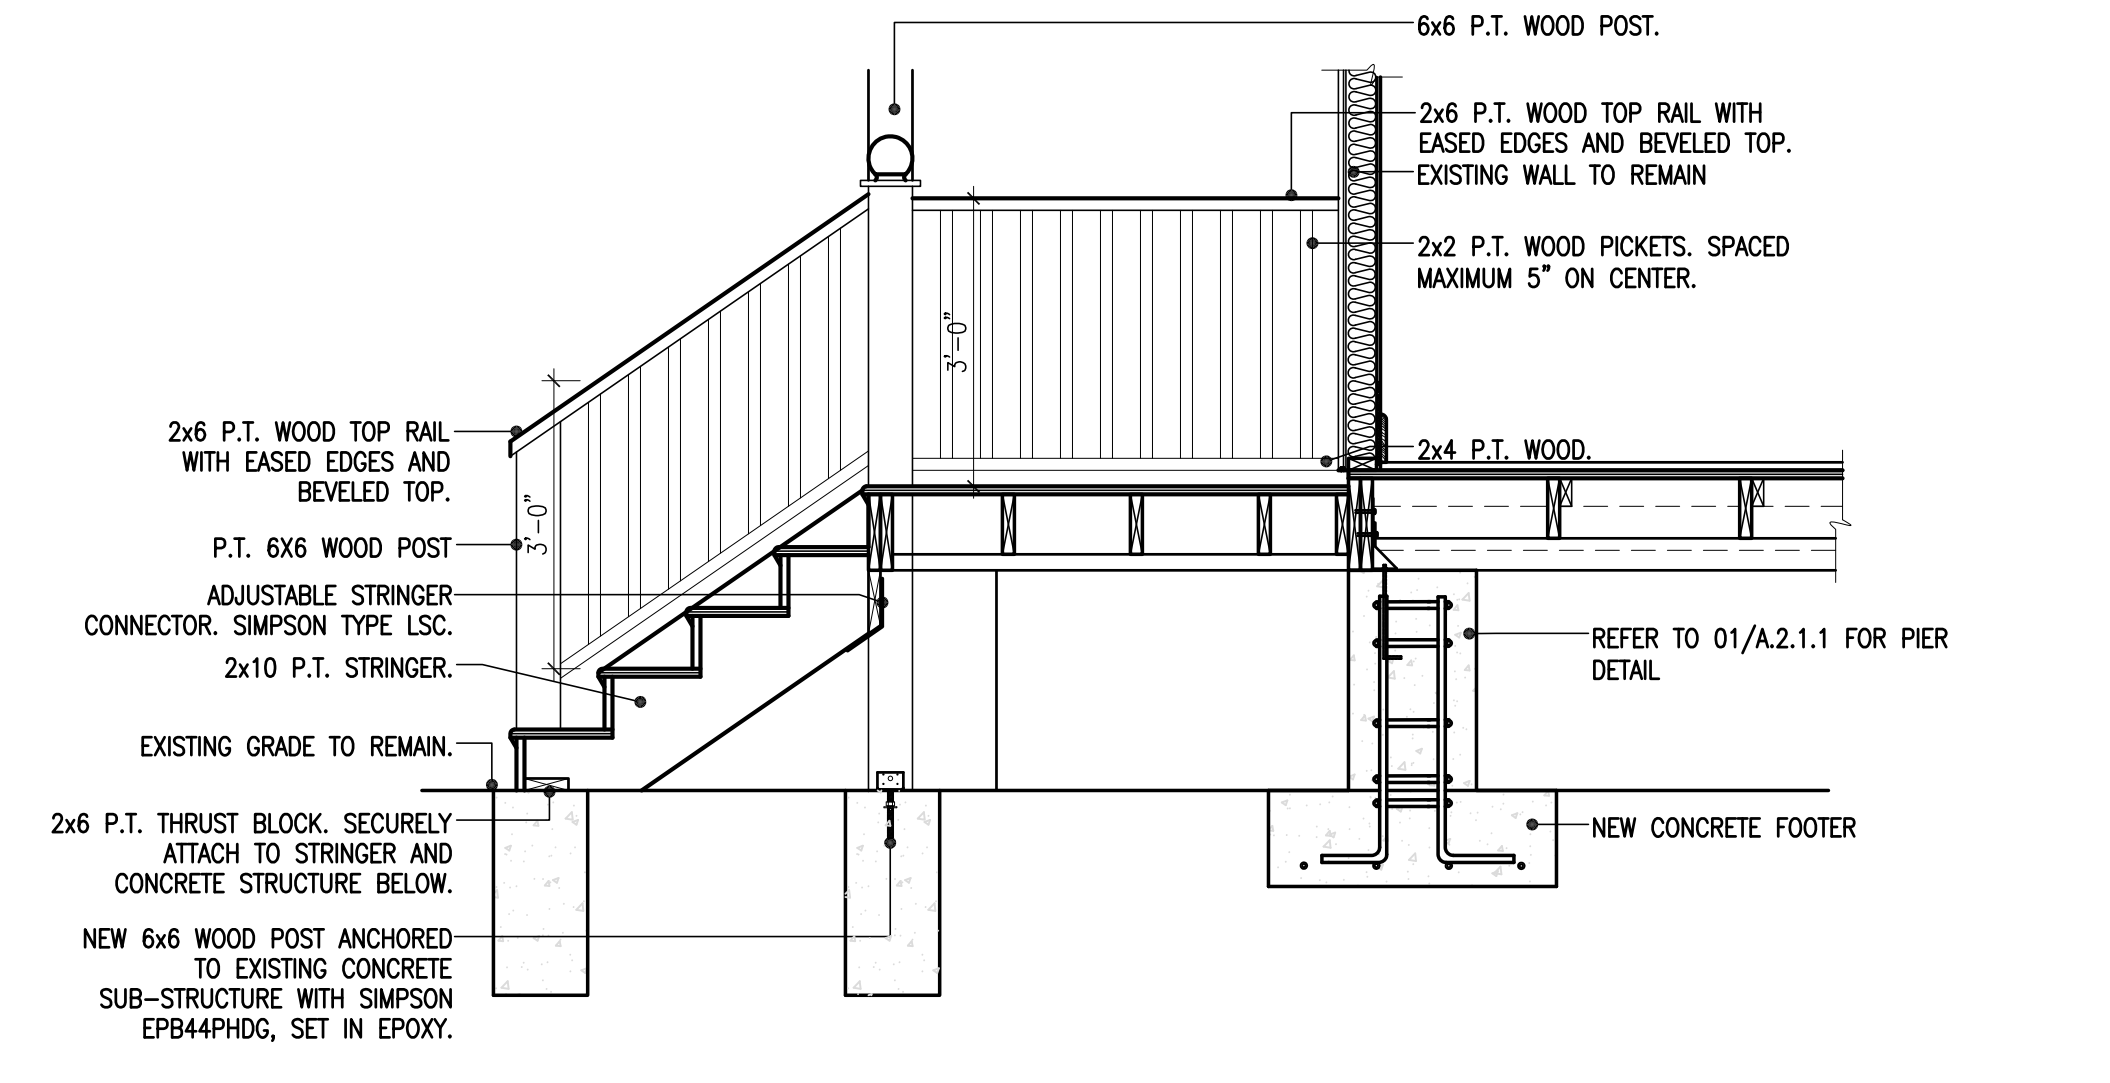 6x6 P.T. WOOD POST.
2x6 P.T. WOOD TOP RAIL WITH
EASED EDGES AND BEVELED TOP.
EXISTING WALL TO REMAIN
2x2 P.T. WOOD PICKETS. SPACED
MAXIMUM 5" ON CENTER.
3'-0"
2x4 P.T. WOOD.
2x6 P.T. WOOD TOP RAIL
WITH EASED EDGES AND
BEVELED TOP.
3'-0"
P.T. 6X6 WOOD POST
ADJUSTABLE STRINGER
CONNECTOR. SIMPSON TYPE LSC.
2x10 P.T. STRINGER.
REFER TO 01/A.2.1.1 FOR PIER
DETAIL
EXISTING GRADE TO REMAIN.
2x6 P.T. THRUST BLOCK. SECURELY
ATTACH TO STRINGER AND
CONCRETE STRUCTURE BELOW.
NEW CONCRETE FOOTER
NEW 6x6 WOOD POST ANCHORED
TO EXISTING CONCRETE
SUB-STRUCTURE WITH SIMPSON
EPB44PHDG, SET IN EPOXY.